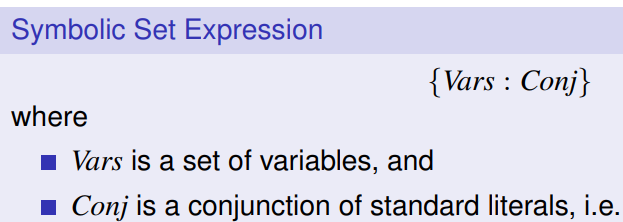 Symbolic Set Expression
{Vars : Conj}
where
Vars is a set of variables, and
Conj is a conjunction of standard literals, i.e.